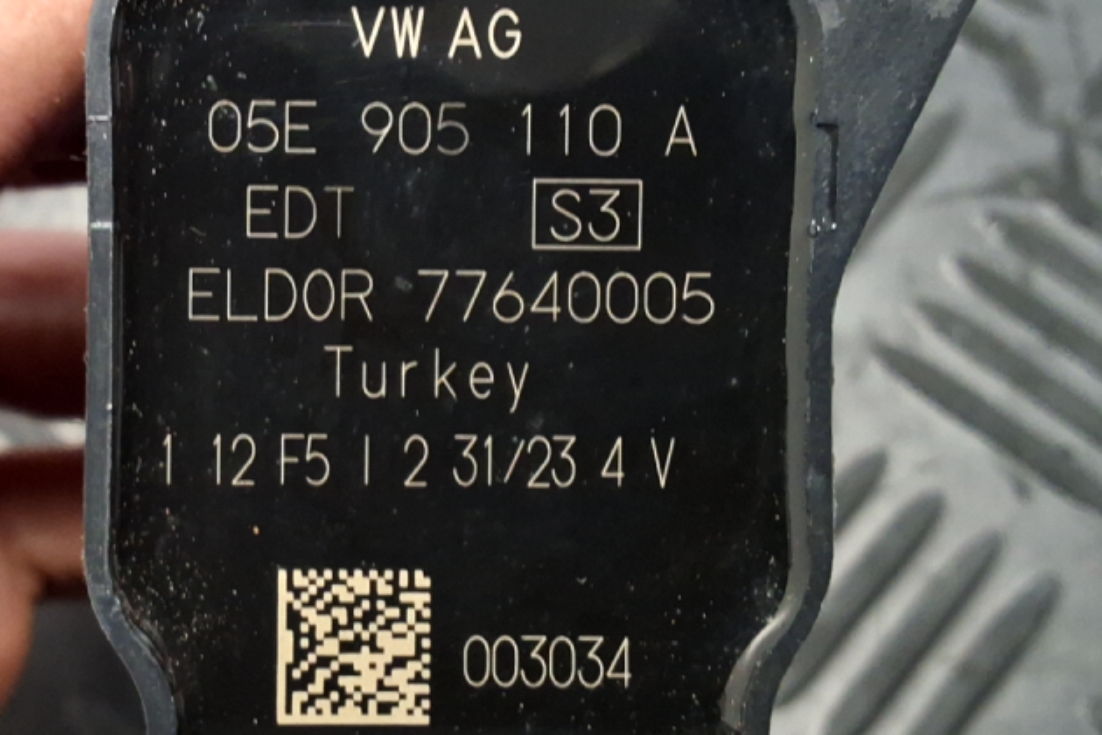 VW AG
05E 905 110 A
EDT S3
ELDOR 77640005
Turkey
1 12 F5 I 2 31/23 4 V
003034